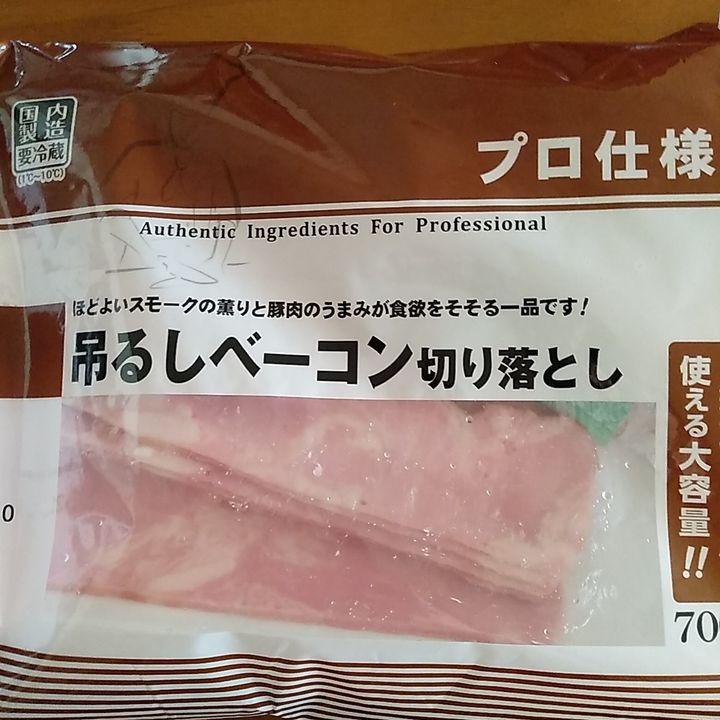 国内製造
要冷蔵
(1℃~10℃)
プロ仕様
Authentic Ingredients For Professional
ほどよいスモークの薫りと豚肉のうまみが食欲をそそる一品です!
吊るしベーコン切り落とし
使える大容量!!
0